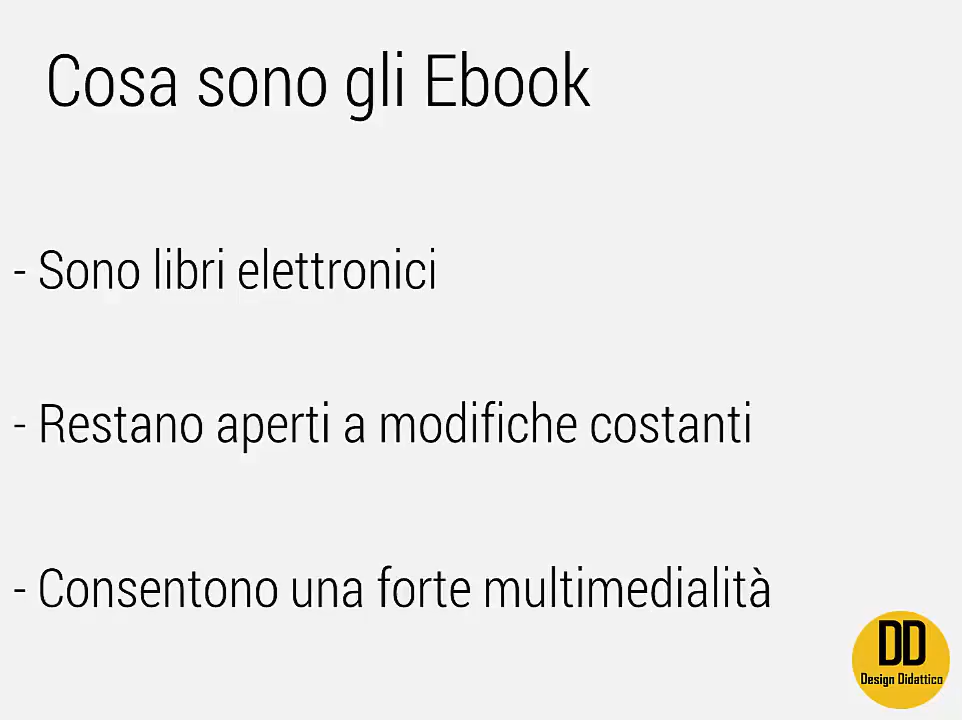 Cosa sono gli Ebook
- Sono libri elettronici
- Restano aperti a modifiche costanti
- Consentono una forte multimedialità
DD
Design Didattico